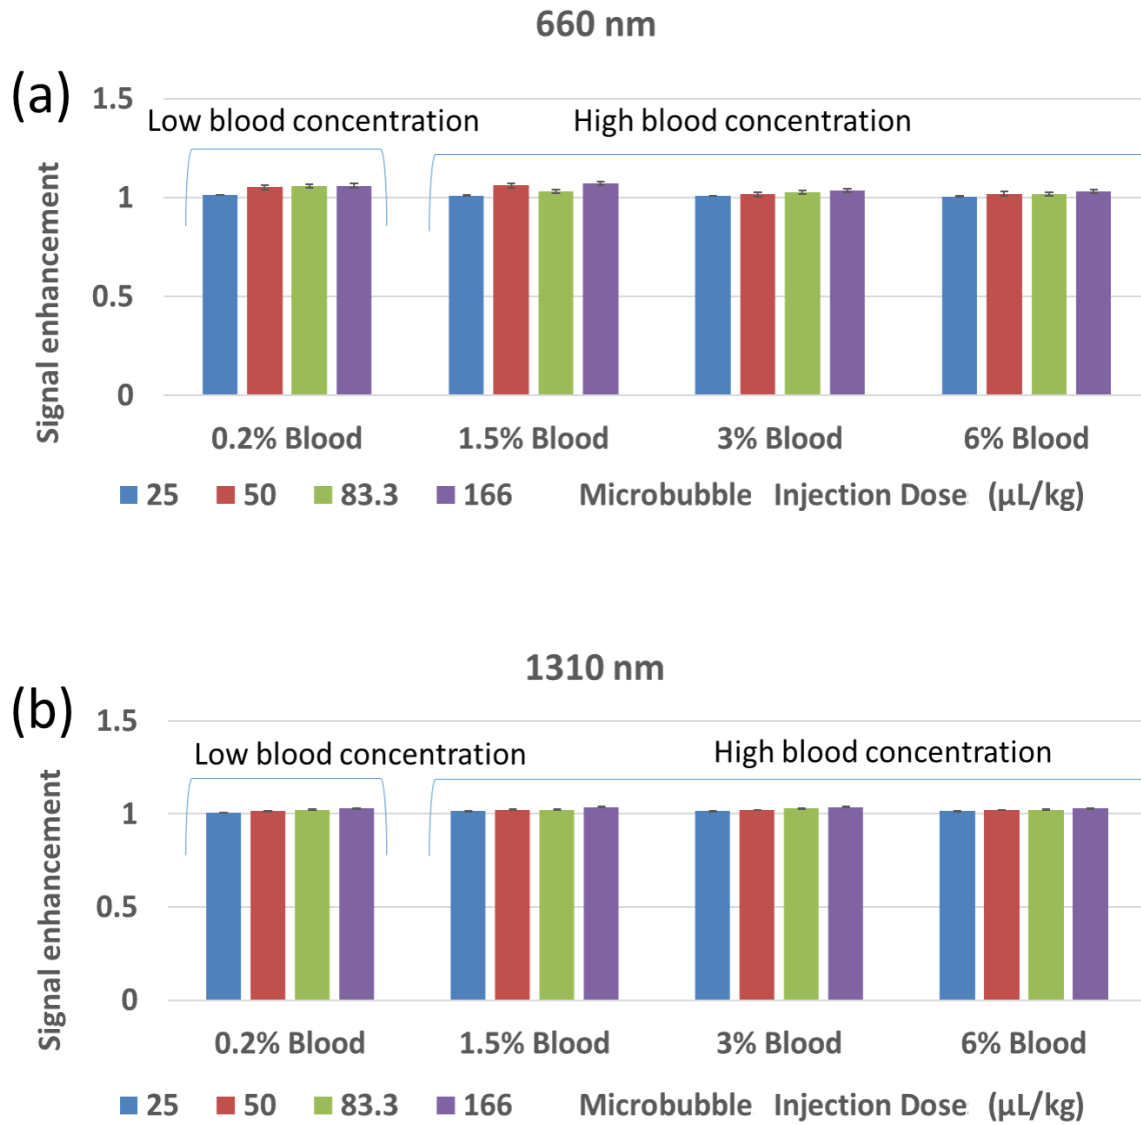 660 nm
(a)
1.5
Low blood concentration High blood concentration
1
0.5
0
Signal enhancement
0.2% Blood 1.5% Blood 3% Blood 6% Blood
25 50 83.3 166 Microbubble Injection Dose (µL/kg)
1310 nm
(b)
1.5
Low blood concentration High blood concentration
1
0.5
0
Signal enhancement
0.2% Blood 1.5% Blood 3% Blood 6% Blood
25 50 83.3 166 Microbubble Injection Dose (µL/kg)